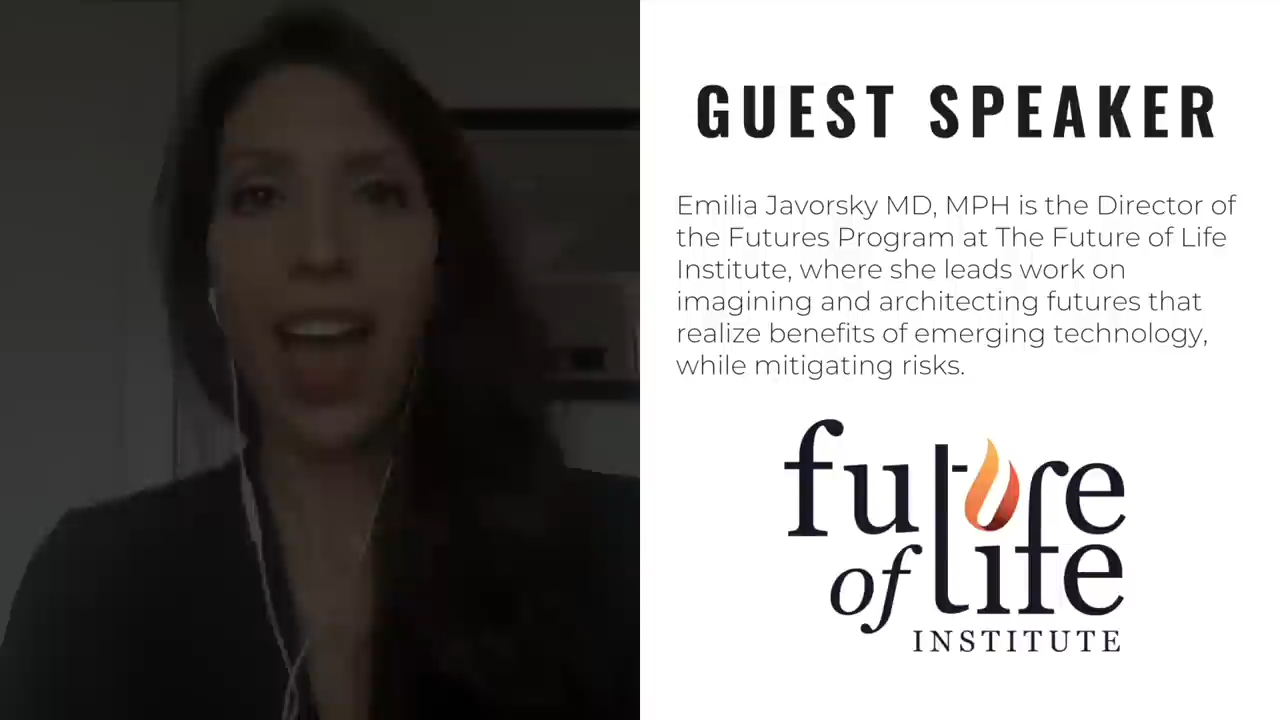 GUEST SPEAKER
Emilia Javorsky MD, MPH is the Director of
the Futures Program at The Future of Life
Institute, where she leads work on
imagining and architecting futures that
realize benefits of emerging technology,
while mitigating risks.
future
of life
INSTITUTE